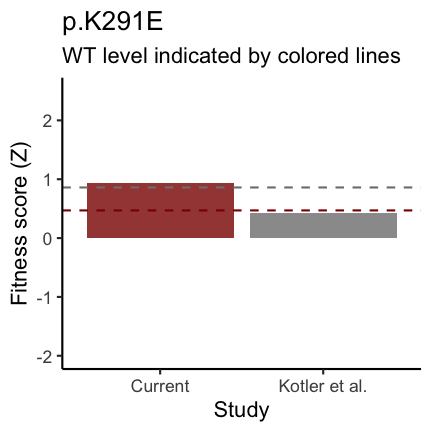 p.K291E
WT level indicated by colored lines
Fitness score (Z)
2
1
0
-1
-2
Current
Kotler et al.
Study